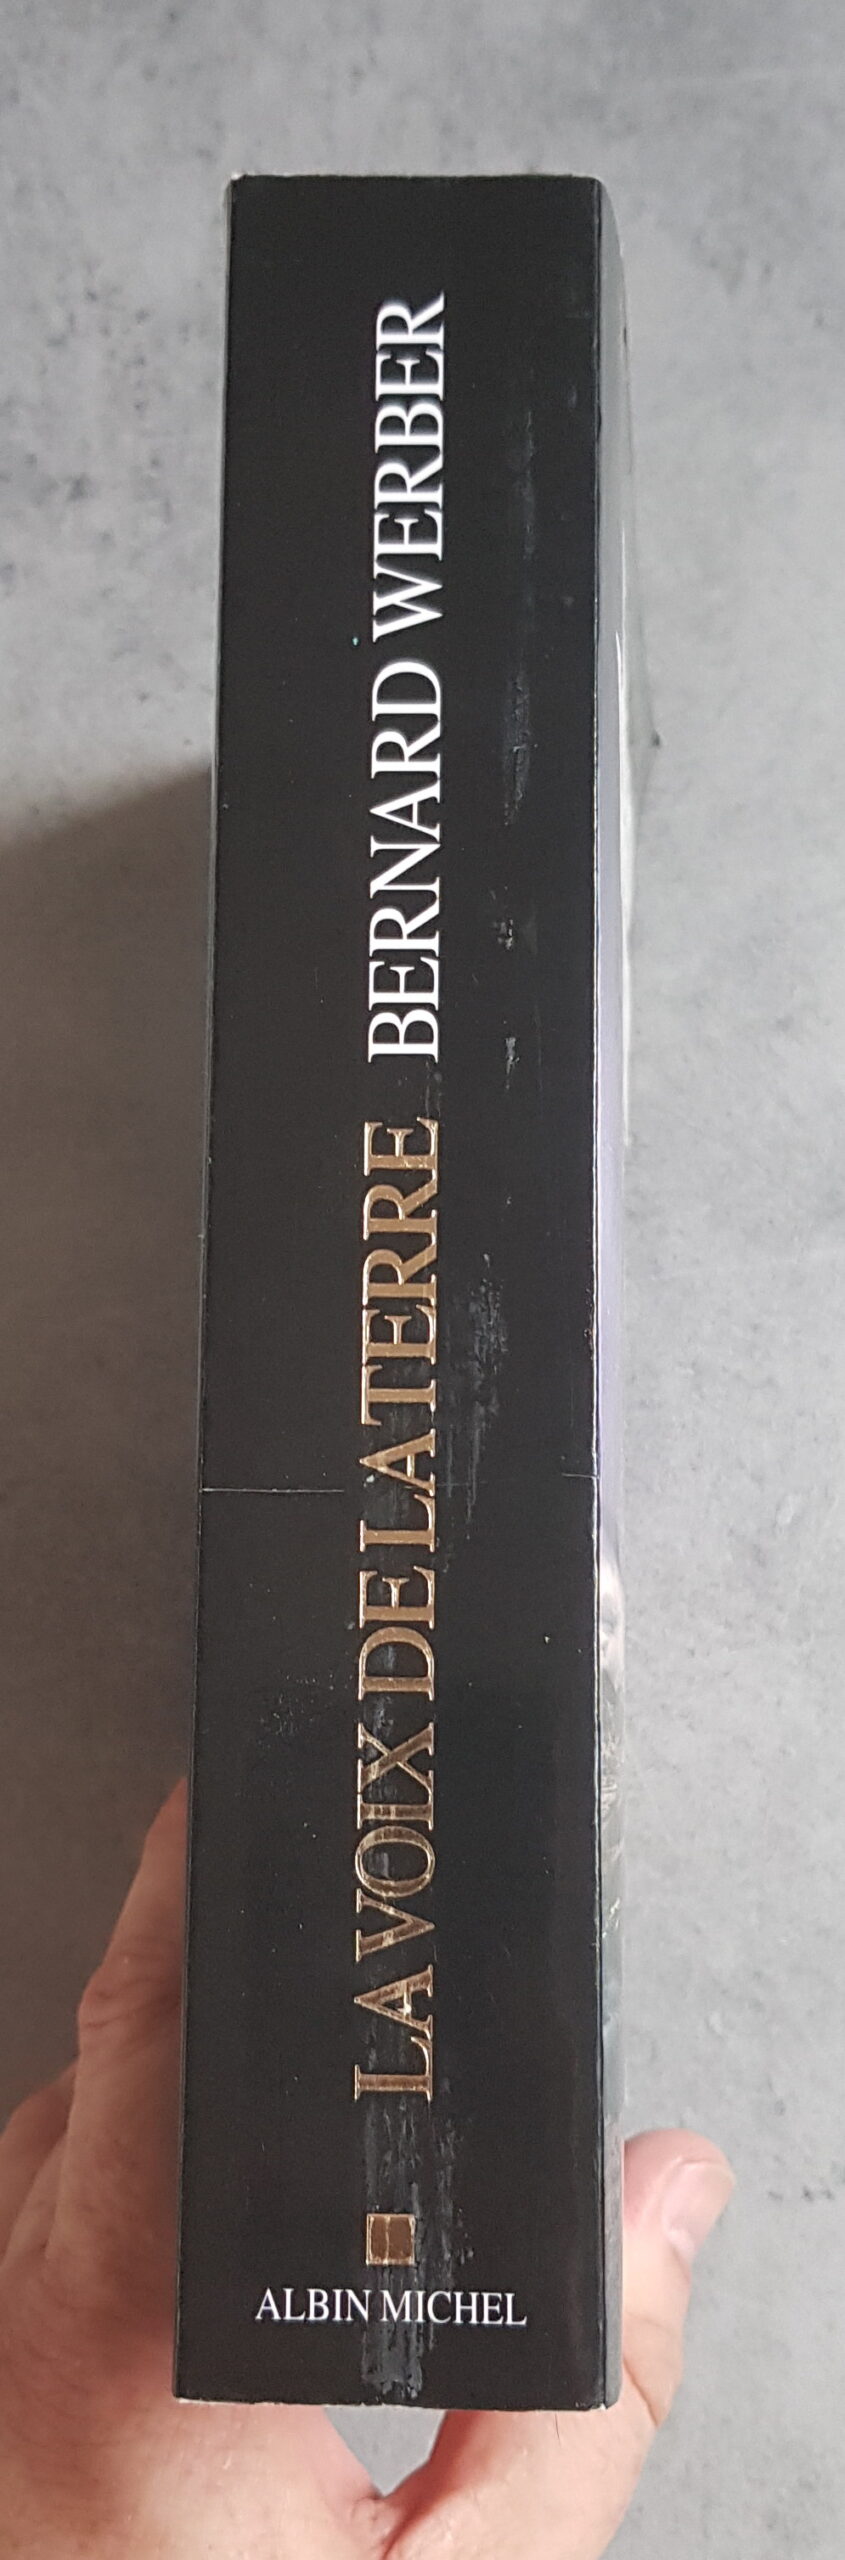 LA VOIX DE LA TERRE BERNARD WERBER
ALBIN MICHEL